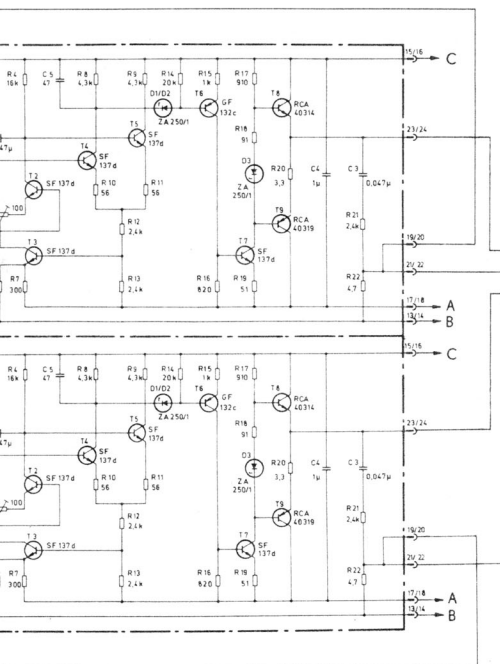 15/16
C
R4
16k
C5
47
R8
4,3k
R9
4,3k
R14
20k
R15
1k
R17
910
D1/D2
ZA 250/1
T6
GF
132c
T8
RCA
40314
23/24
47µ
T5
SF
137d
R18
91
T4
SF
137d
D3
ZA
250/1
R20
3,3
C4
1µ
C3
0,047µ
T2
SF 137d
R10
56
R11
56
100
T9
RCA
40319
R21
2,4k
R12
2,4k
19/20
T3
SF 137d
T7
SF
137d
21/22
R7
300
R13
2,4k
R16
820
R19
51
R22
4,7
17/18
A
13/14
B
15/16
C
R4
16k
C5
47
R8
4,3k
R9
4,3k
R14
20k
R15
1k
R17
910
D1/D2
ZA 250/1
T6
GF
132c
T8
RCA
40314
23/24
47µ
T5
SF
137d
R18
91
T4
SF
137d
D3
ZA
250/1
R20
3,3
C4
1µ
C3
0,047µ
T2
SF 137d
R10
56
R11
56
100
T9
RCA
40319
R21
2,4k
R12
2,4k
19/20
T3
SF 137d
T7
SF
137d
21/22
R7
300
R13
2,4k
R16
820
R19
51
R22
4,7
17/18
A
13/14
B